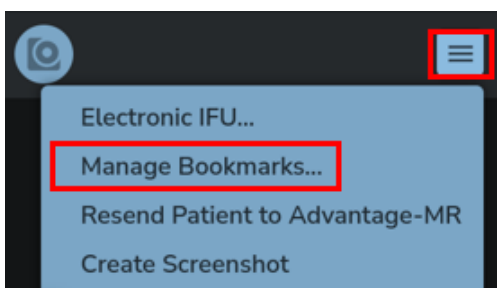 Electronic IFU...
Manage Bookmarks...
Resend Patient to Advantage-MR
Create Screenshot